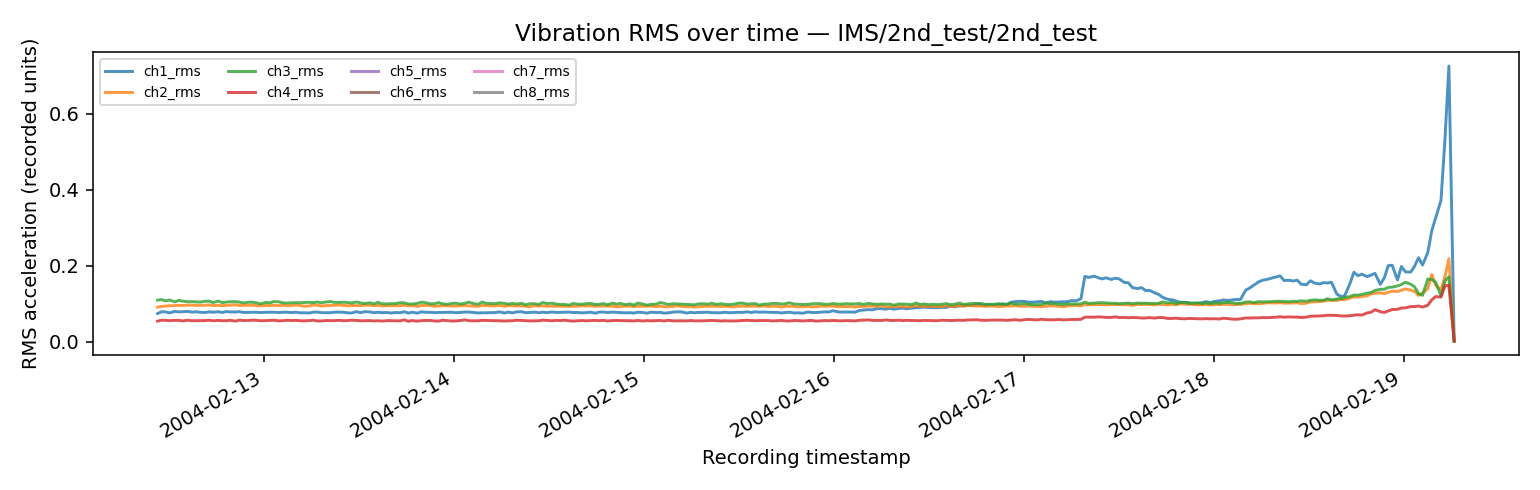 Vibration RMS over time — IMS/2nd_test/2nd_test
RMS acceleration (recorded units)
ch1_rms ch3_rms ch5_rms ch7_rms
ch2_rms ch4_rms ch6_rms ch8_rms
0.6
0.4
0.2
0.0
2004-02-13 2004-02-14 2004-02-15 2004-02-16 2004-02-17 2004-02-18 2004-02-19
Recording timestamp